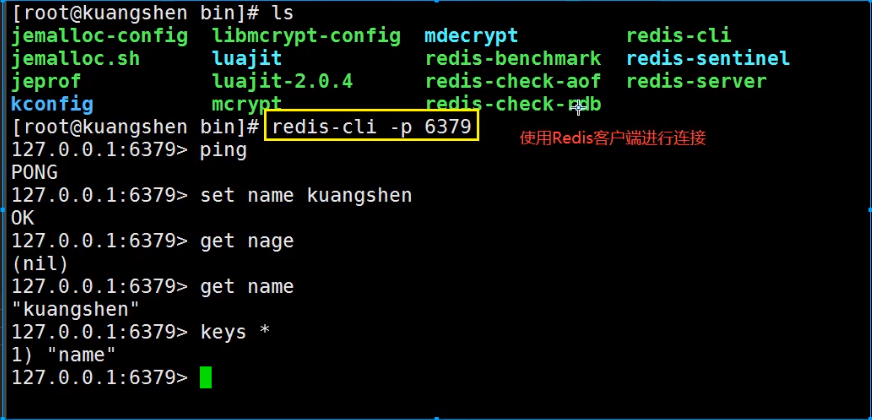 [root@kuangshen bin]# ls
jemalloc-config libmcrypt-config mdecrypt redis-cli
jemalloc.sh luajit redis-benchmark redis-sentinel
jeprof luajit-2.0.4 redis-check-aof redis-server
kconfig mcrypt redis-check-rdb
[root@kuangshen bin]# redis-cli -p 6379
使用Redis客户端进行连接
127.0.0.1:6379> ping
PONG
127.0.0.1:6379> set name kuangshen
OK
127.0.0.1:6379> get nage
(nil)
127.0.0.1:6379> get name
"kuangshen"
127.0.0.1:6379> keys *
1) "name"
127.0.0.1:6379>